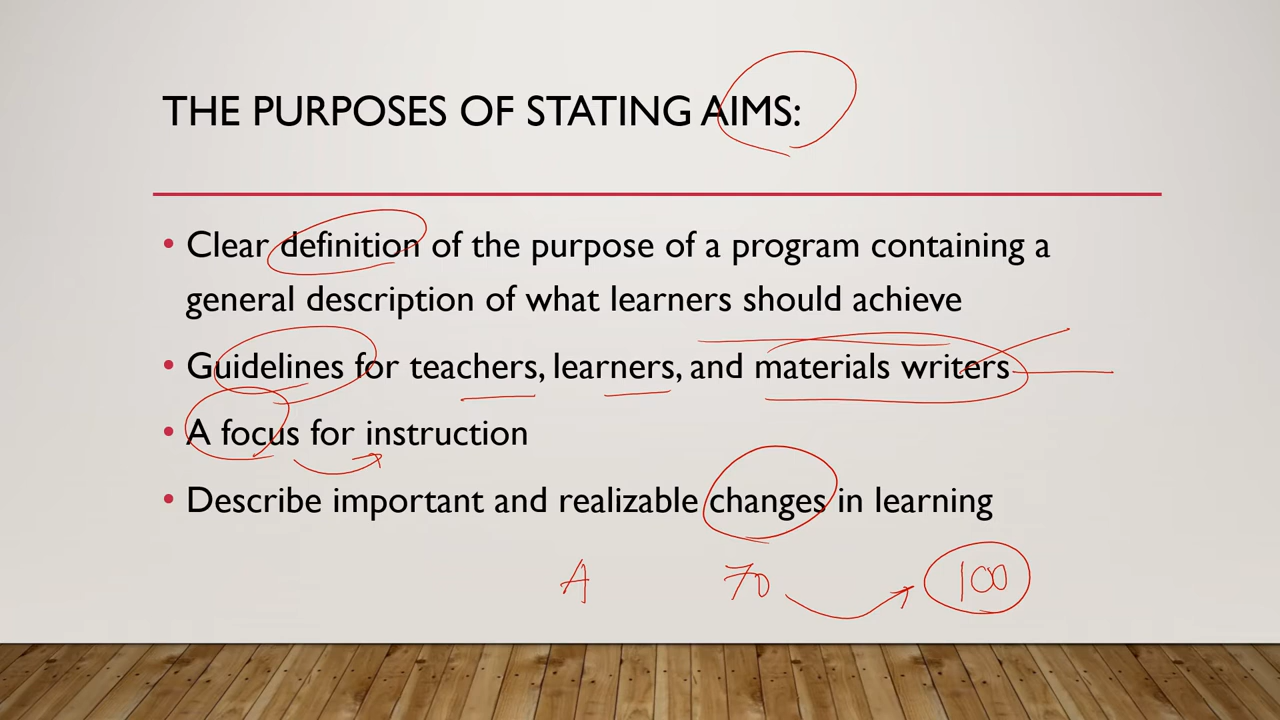 THE PURPOSES OF STATING AIMS:
• Clear definition of the purpose of a program containing a
general description of what learners should achieve
• Guidelines for teachers, learners, and materials writers
• A focus for instruction
• Describe important and realizable changes in learning
A 70 100